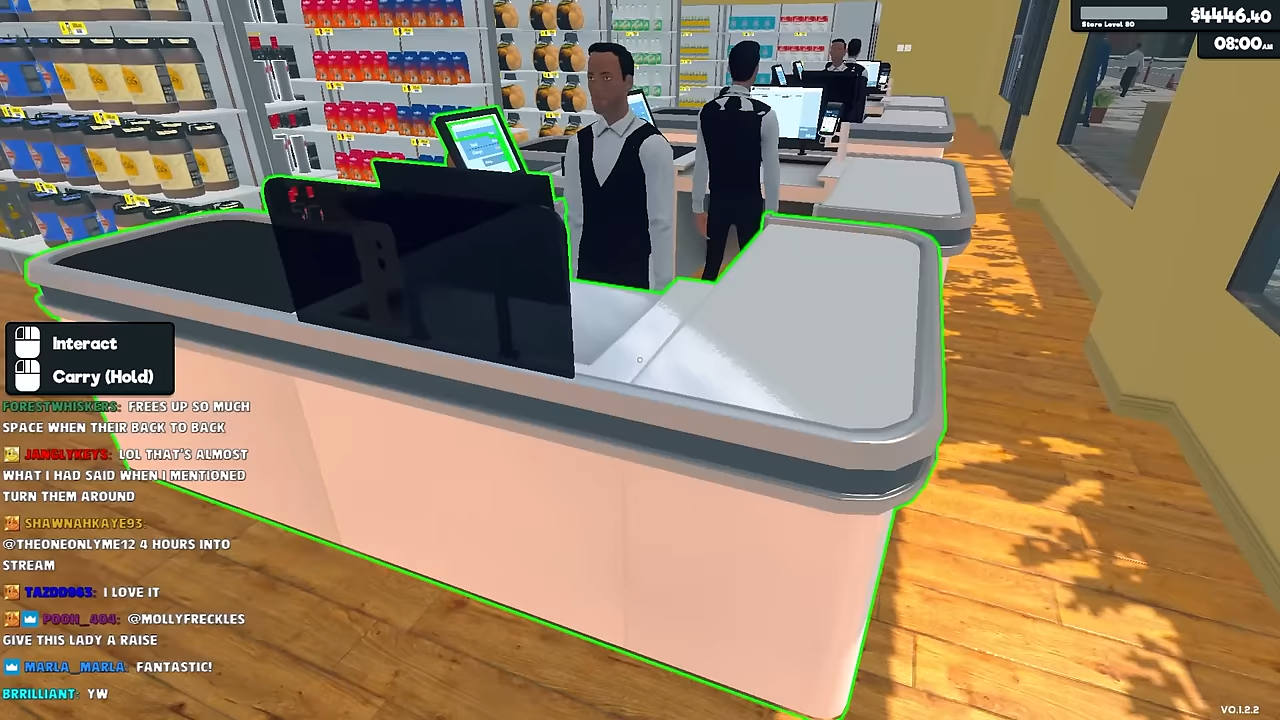 Store Level 80
$4446.40
08:00AM
Interact
Carry (Hold)
FORESTWHISKERS: FREES UP SO MUCH
SPACE WHEN THEIR BACK TO BACK
JANGLYKEYS: LOL THAT'S ALMOST
WHAT I HAD SAID WHEN I MENTIONED
TURN THEM AROUND
SHAWNAHKAYE93:
@THEONEONLYME12 4 HOURS INTO
STREAM
TAZDD983: I LOVE IT
POOH_404: @MOLLYFRECKLES
GIVE THIS LADY A RAISE
MARLA_MARLA: FANTASTIC!
BRRILLIANT: YW
V0.1.2.2